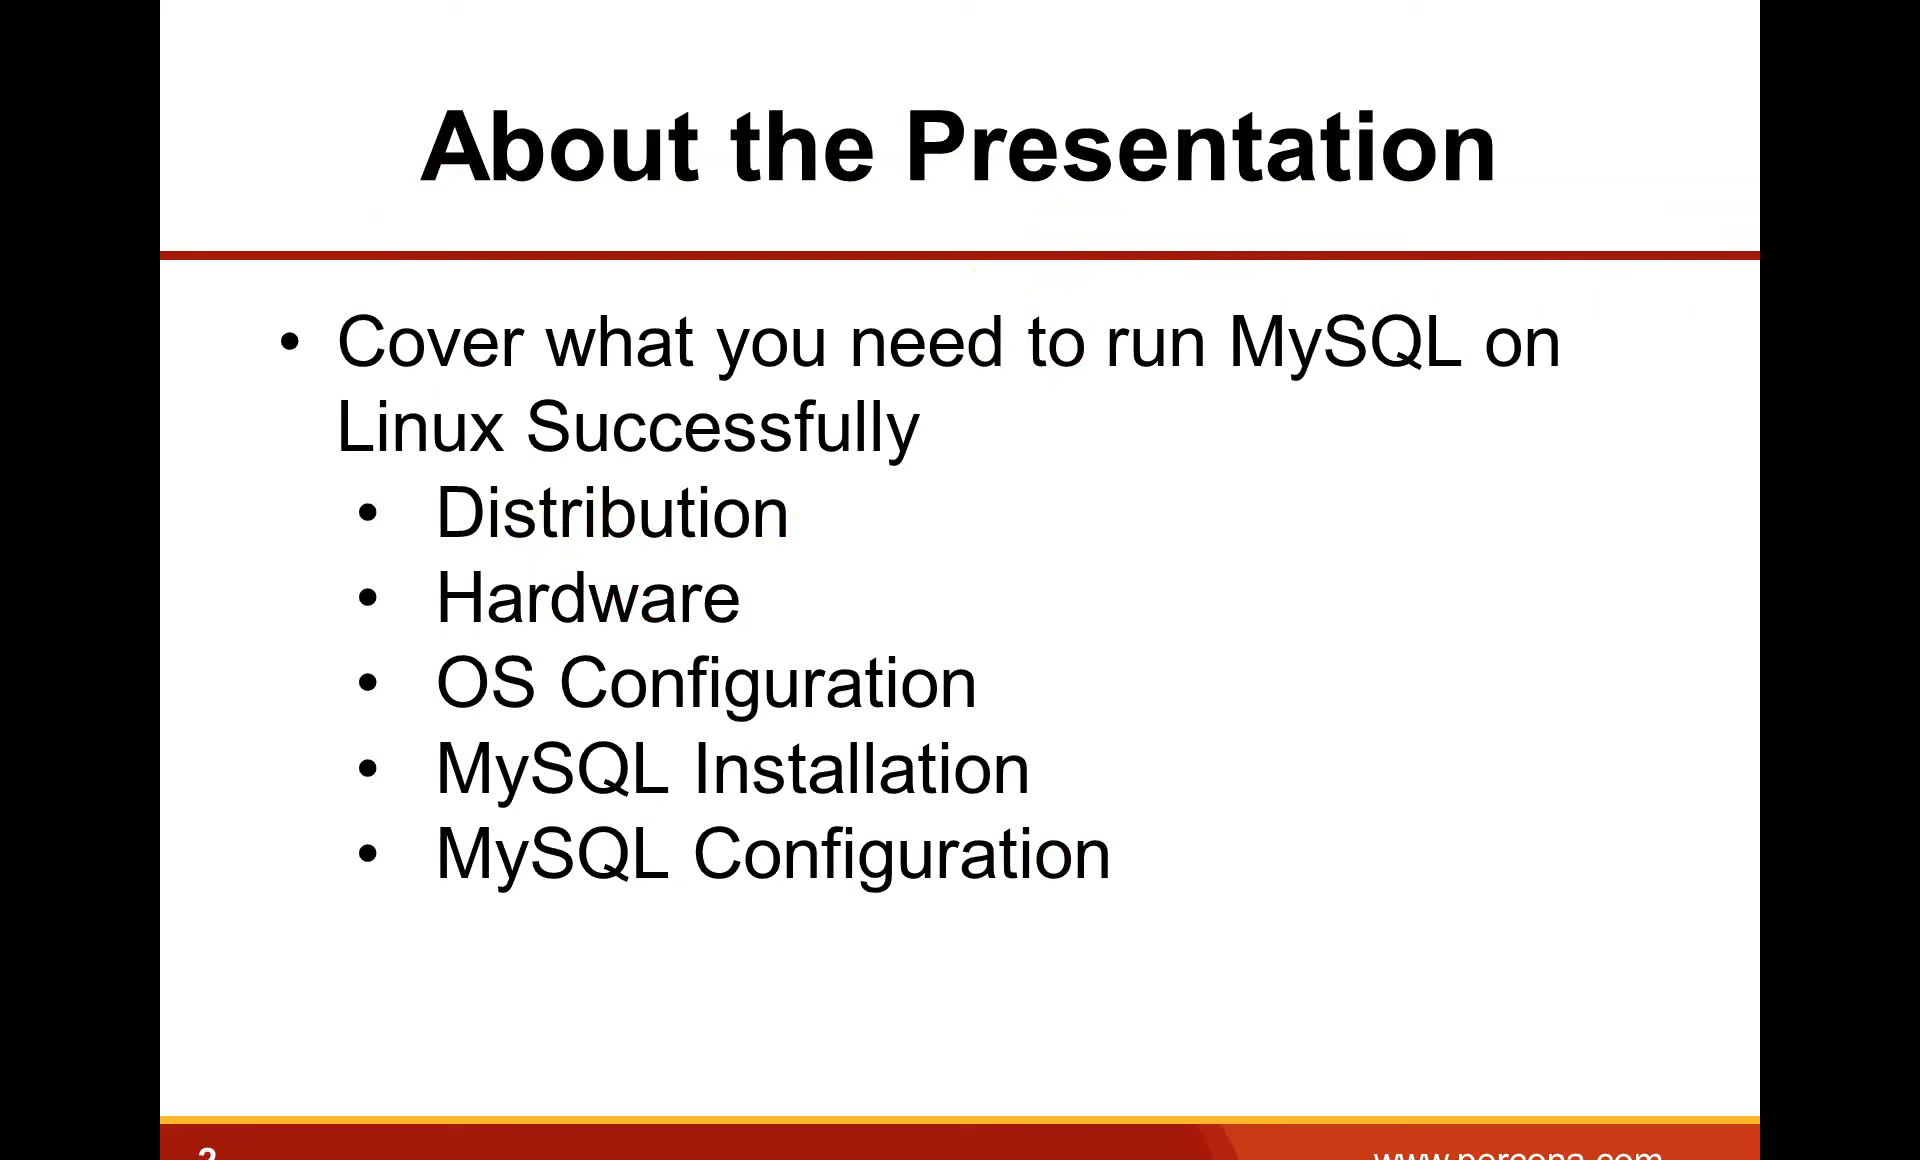 About the Presentation
• Cover what you need to run MySQL on
Linux Successfully
• Distribution
• Hardware
• OS Configuration
• MySQL Installation
• MySQL Configuration
2 www.percona.com